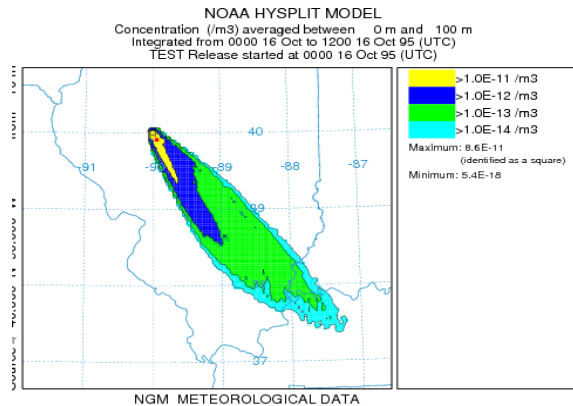 NOAA HYSPLIT MODEL
Concentration (/m3) averaged between 0 m and 100 m
Integrated from 0000 16 Oct to 1200 16 Oct 95 (UTC)
TEST Release started at 0000 16 Oct 95 (UTC)
>1.0E-11 /m3
>1.0E-12 /m3
>1.0E-13 /m3
>1.0E-14 /m3
Maximum: 8.6E-11
(identified as a square)
Minimum: 5.4E-18
40
-91
-90
-89
-88
-87
39
37
NGM METEOROLOGICAL DATA